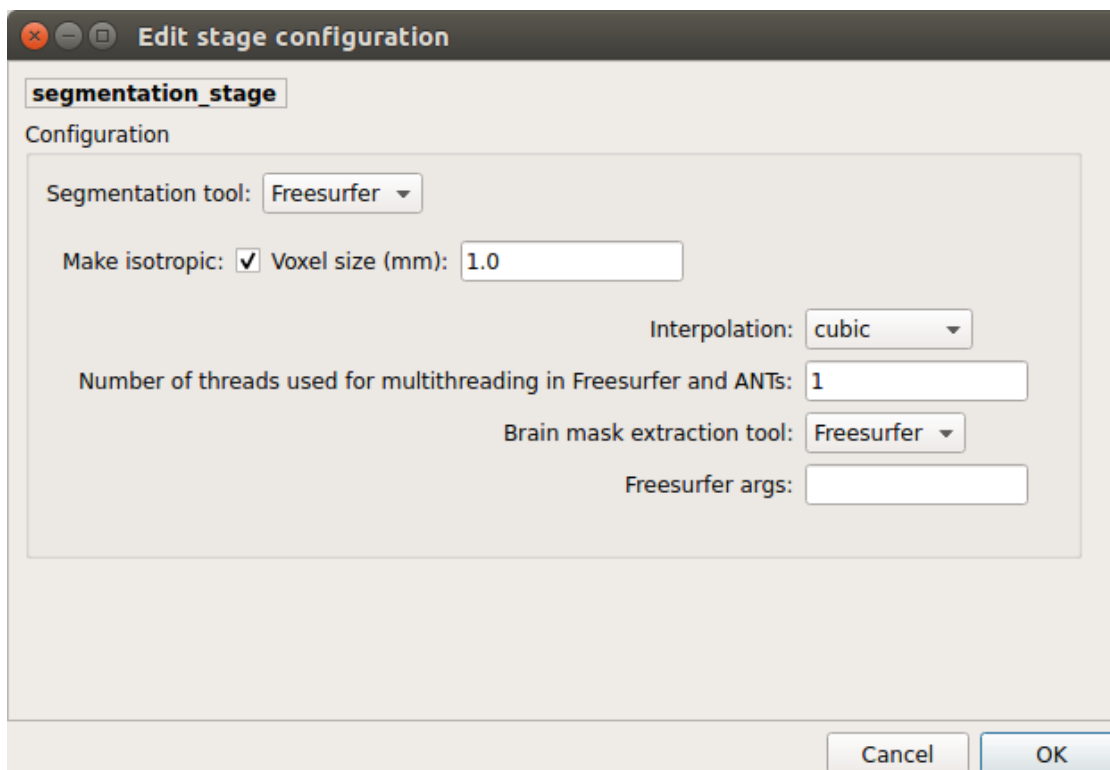 Edit stage configuration
segmentation_stage
Configuration
Segmentation tool: Freesurfer
Make isotropic: Voxel size (mm): 1.0
Interpolation: cubic
Number of threads used for multithreading in Freesurfer and ANTs: 1
Brain mask extraction tool: Freesurfer
Freesurfer args:
Cancel OK